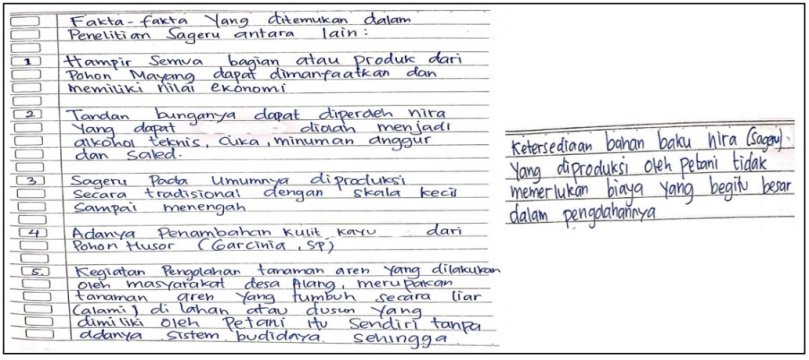 Fakta-fakta Yang ditemukan dalam
Penelitian Sageru antara lain :
1 Hampir Semua bagian atau produk dari
Pohon Mayang dapat dimanfaatkan dan
memiliki nilai ekonomi
2 Tandan bunganya dapat diperoleh nira
Yang dapat diolah menjadi
alkohol teknis, Cuka, minuman anggur
dan Saled.
3 Sageru Pada Umumnya diproduksi
Secara tradisional dengan skala kecil
Sampai menengah
4 Adanya Penambahan Kulit Kayu dari
Pohon Husor (Garcinia, SP)
5. Kegiatan Pengolahan tanaman aren Yang dilakukan
oleh masyarakat desa Alang, merupakan
tanaman aren Yang tumbuh secara liar
(alami) di lahan atau dusun Yang
dimiliki oleh Petani itu Sendiri tanpa
adanya Sistem budidaya sehingga
Ketersediaan bahan baku nira (Sageru)
Yang diproduksi oleh petani tidak
memerlukan biaya Yang begitu besar
dalam pengolahannya